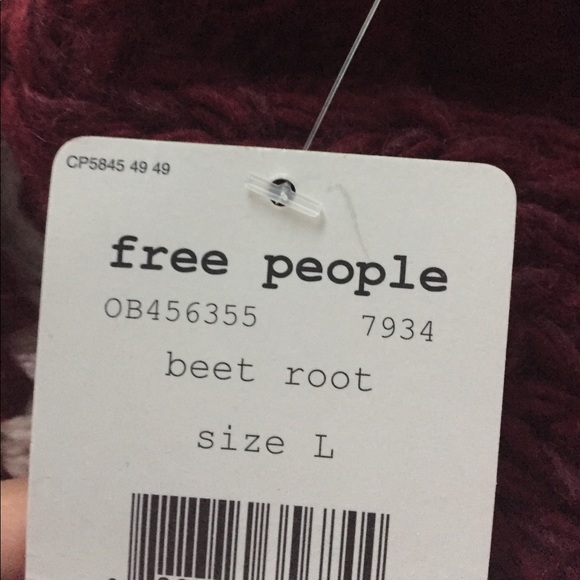 CP5845 49 49
free people
OB456355 7934
beet root
size L